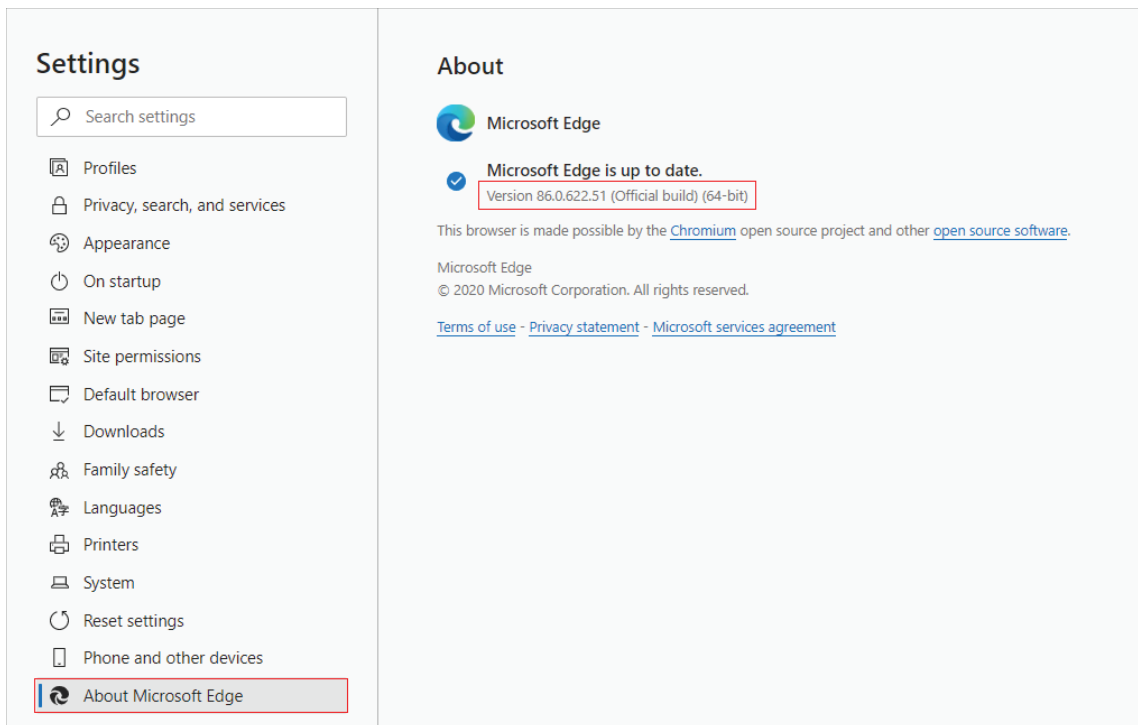 Settings
Search settings
Profiles
Privacy, search, and services
Appearance
On startup
New tab page
Site permissions
Default browser
Downloads
Family safety
Languages
Printers
System
Reset settings
Phone and other devices
About Microsoft Edge
About
Microsoft Edge
Microsoft Edge is up to date.
Version 86.0.622.51 (Official build) (64-bit)
This browser is made possible by the Chromium open source project and other open source software.
Microsoft Edge
© 2020 Microsoft Corporation. All rights reserved.
Terms of use - Privacy statement - Microsoft services agreement